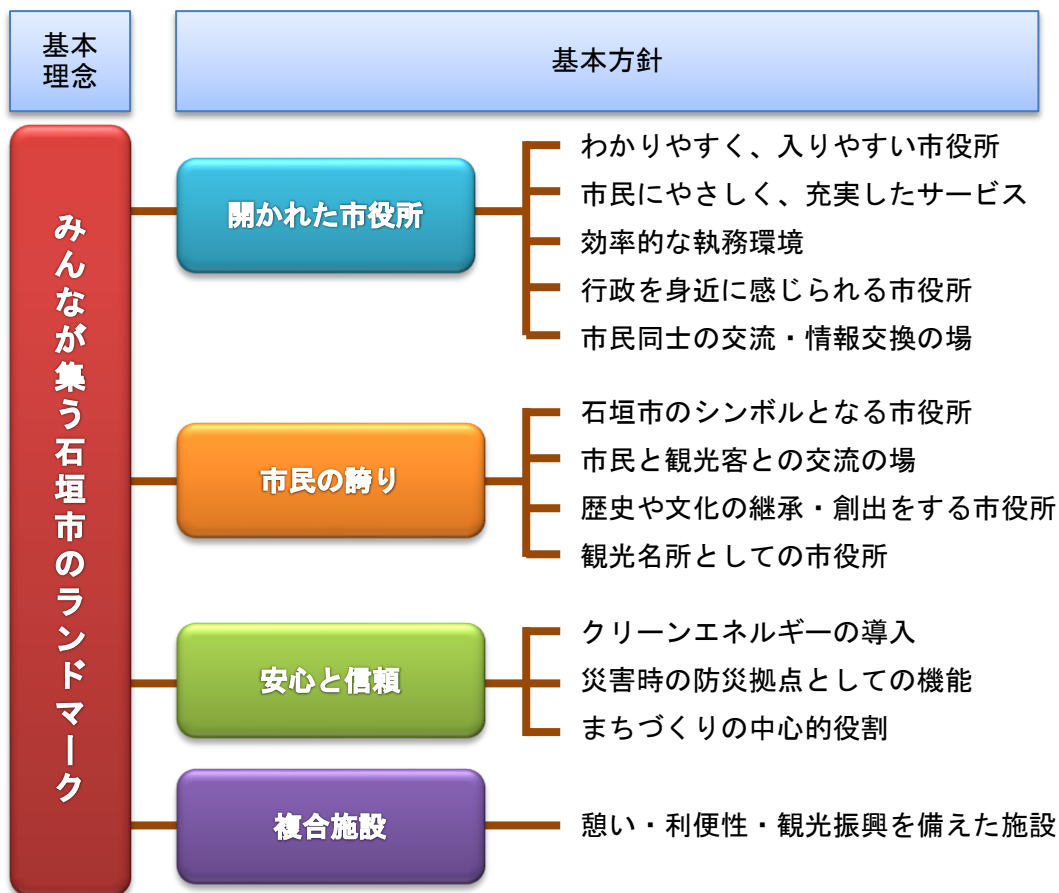 基本
理念
基本方針
みんなが集う石垣市のランドマーク
開かれた市役所
わかりやすく、入りやすい市役所
市民にやさしく、充実したサービス
効率的な執務環境
行政を身近に感じられる市役所
市民同士の交流・情報交換の場
市民の誇り
石垣市のシンボルとなる市役所
市民と観光客との交流の場
歴史や文化の継承・創出をする市役所
観光名所としての市役所
安心と信頼
クリーンエネルギーの導入
災害時の防災拠点としての機能
まちづくりの中心的役割
複合施設
憩い・利便性・観光振興を備えた施設